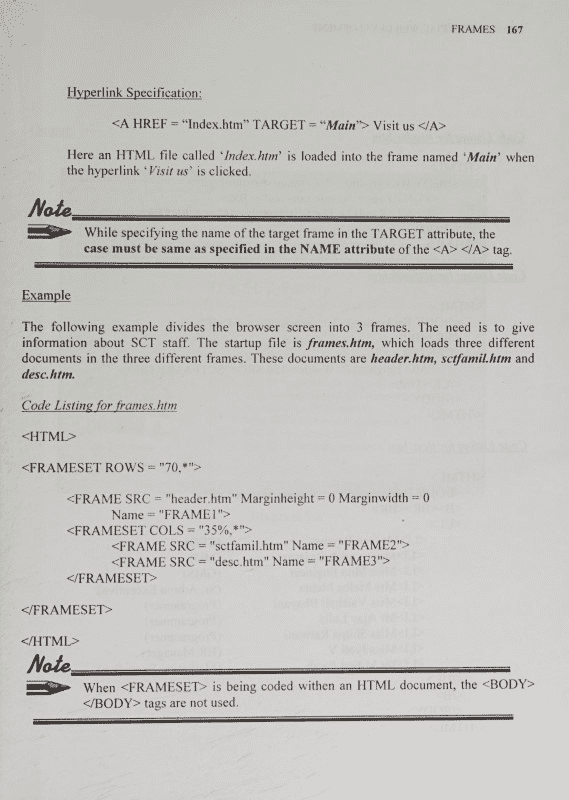 FRAMES 167
Hyperlink Specification:
<A HREF = “Index.htm” TARGET = “Main”> Visit us </A>
Here an HTML file called ‘Index.htm’ is loaded into the frame named ‘Main’ when
the hyperlink ‘Visit us’ is clicked.
Note
While specifying the name of the target frame in the TARGET attribute, the
case must be same as specified in the NAME attribute of the <A> </A> tag.
Example
The following example divides the browser screen into 3 frames. The need is to give
information about SCT staff. The startup file is frames.htm, which loads three different
documents in the three different frames. These documents are header.htm, sctfamil.htm and
desc.htm.
Code Listing for frames.htm
<HTML>
<FRAMESET ROWS = "70,*">
<FRAME SRC = "header.htm" Marginheight = 0 Marginwidth = 0
Name = "FRAME1">
<FRAMESET COLS = "35%,*">
<FRAME SRC = "sctfamil.htm" Name = "FRAME2">
<FRAME SRC = "desc.htm" Name = "FRAME3">
</FRAMESET>
</FRAMESET>
</HTML>
Note
When <FRAMESET> is being coded withen an HTML document, the <BODY>
</BODY> tags are not used.